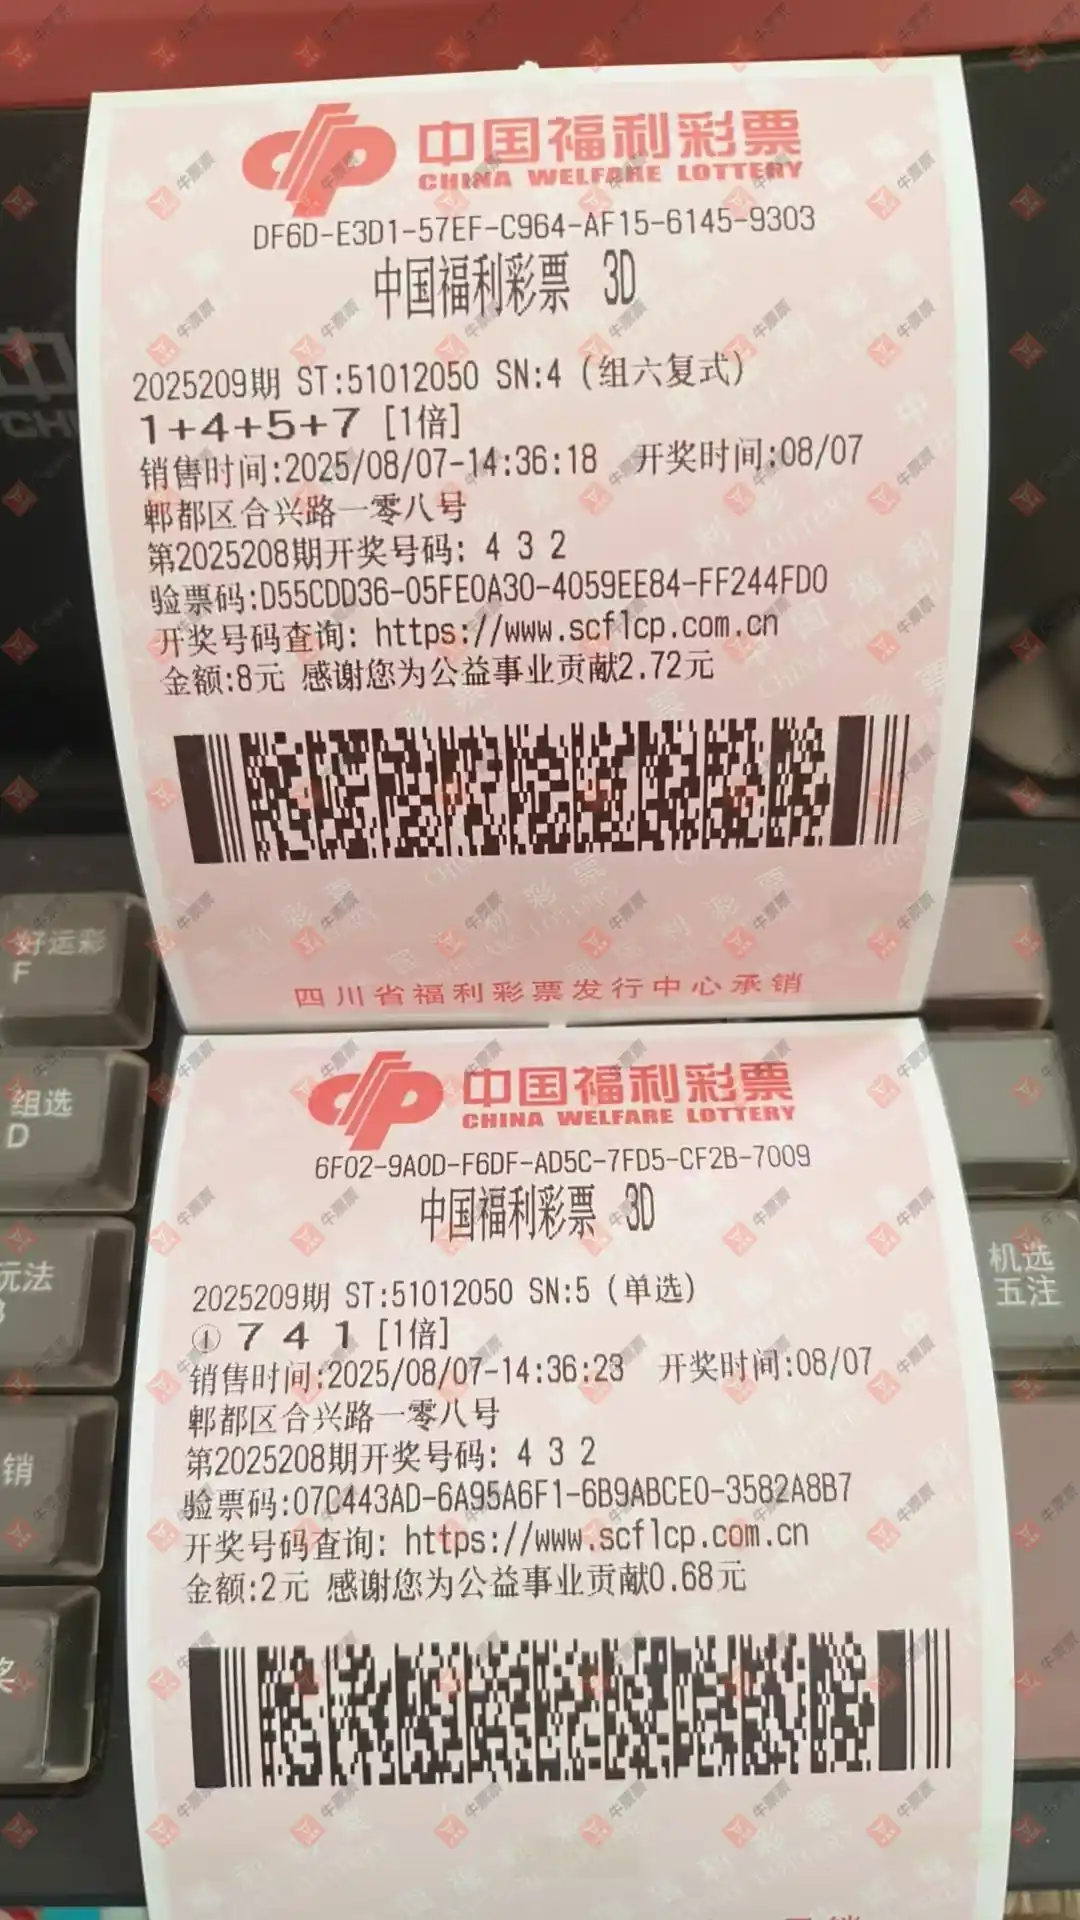 中国福利彩票
CHINA WELFARE LOTTERY
DF6D-E3D1-57EF-C964-AF15-6145-9303
中国福利彩票 3D
2025209期 ST:51012050 SN:4 (组六复式)
1+4+5+7 [1倍]
销售时间:2025/08/07-14:36:18 开奖时间:08/07
郫都区合兴路一零八号
第2025208期开奖号码: 4 3 2
验票码:D55CDD36-05FE0A30-4059EE84-FF244FD0
开奖号码查询: https://www.scflcp.com.cn
金额:8元 感谢您为公益事业贡献2.72元
四川省福利彩票发行中心承销
中国福利彩票
CHINA WELFARE LOTTERY
6F02-9A0D-F6DF-AD5C-7FD5-CF2B-7009
中国福利彩票 3D
2025209期 ST:51012050 SN:5 (单选)
① 7 4 1 [1倍]
销售时间:2025/08/07-14:36:23 开奖时间:08/07
郫都区合兴路一零八号
第2025208期开奖号码: 4 3 2
验票码:07C443AD-6A95A6F1-6B9ABCE0-3582A8B7
开奖号码查询: https://www.scflcp.com.cn
金额:2元 感谢您为公益事业贡献0.68元
好运彩
F
组选
D
玩法
销
机选
五注
牛票票